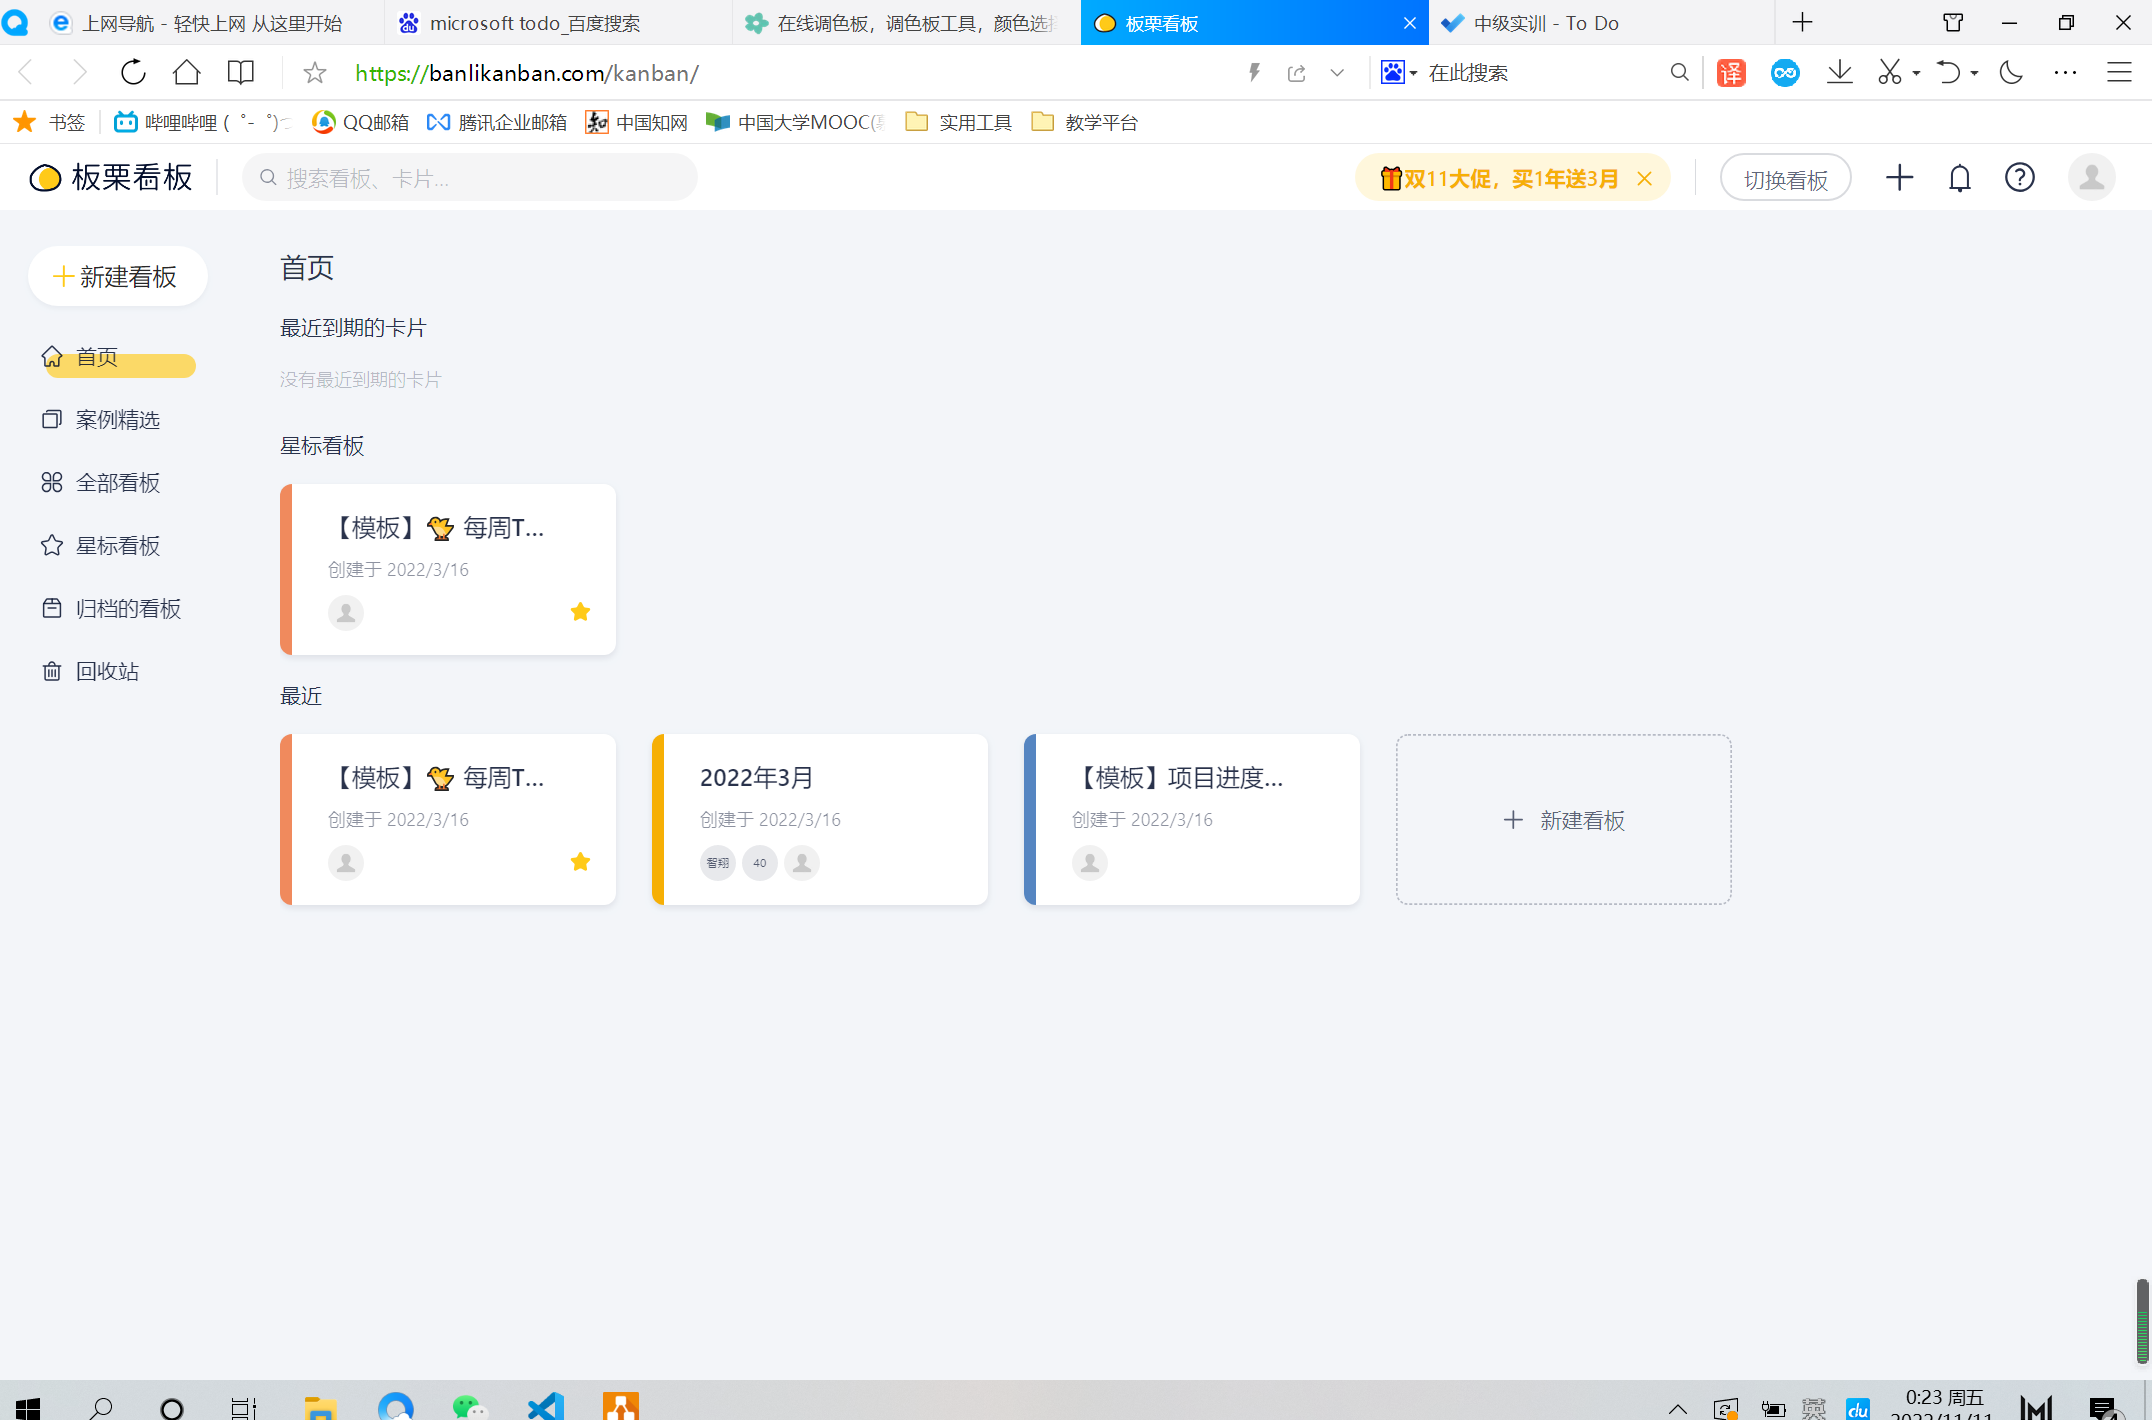 上网导航 - 轻快上网 从这里开始
microsoft todo_百度搜索
在线调色板，调色板工具，颜色选
板栗看板
中级实训 - To Do
https://banlikanban.com/kanban/
在此搜索
译
书签
哔哩哔哩 ( ゜- ゜)つ
QQ邮箱
腾讯企业邮箱
中国知网
中国大学MOOC(
实用工具
教学平台
板栗看板
搜索看板、卡片...
双11大促，买1年送3月
切换看板
新建看板
首页
案例精选
全部看板
星标看板
归档的看板
回收站
首页
最近到期的卡片
没有最近到期的卡片
星标看板
【模板】🐤 每周T...
创建于 2022/3/16
最近
【模板】🐤 每周T...
创建于 2022/3/16
2022年3月
创建于 2022/3/16
智翔
40
【模板】项目进度...
创建于 2022/3/16
新建看板
英
du
0:23 周五
2022/11/11